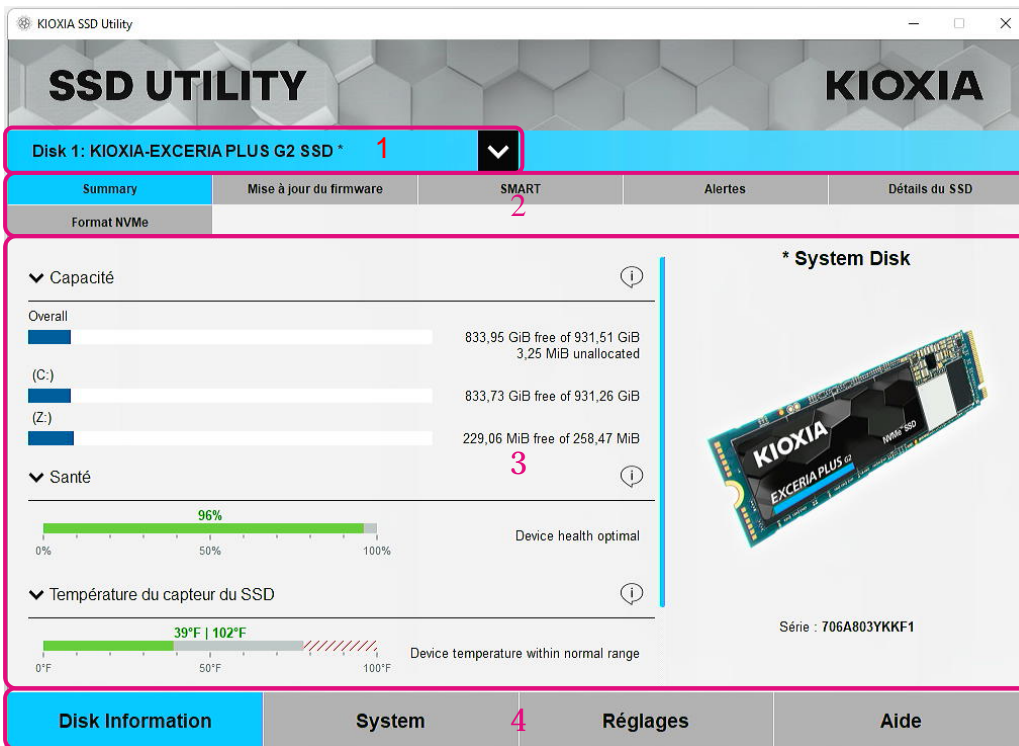 KIOXIA SSD Utility
SSD UTILITY
KIOXIA
Disk 1: KIOXIA-EXCERIA PLUS G2 SSD *
1
Summary
Mise à jour du firmware
SMART
Alertes
Détails du SSD
Format NVMe
2
Capacité
Overall
833,95 GiB free of 931,51 GiB
3,25 MiB unallocated
(C:)
833,73 GiB free of 931,26 GiB
(Z:)
229,06 MiB free of 258,47 MiB
3
Santé
96%
0% 50% 100%
Device health optimal
Température du capteur du SSD
39°F | 102°F
0°F 50°F 100°F
Device temperature within normal range
* System Disk
KIOXIA
EXCERIA PLUS G2
NVMe™ SSD
Série : 706A803YKKF1
Disk Information
System
4
Réglages
Aide